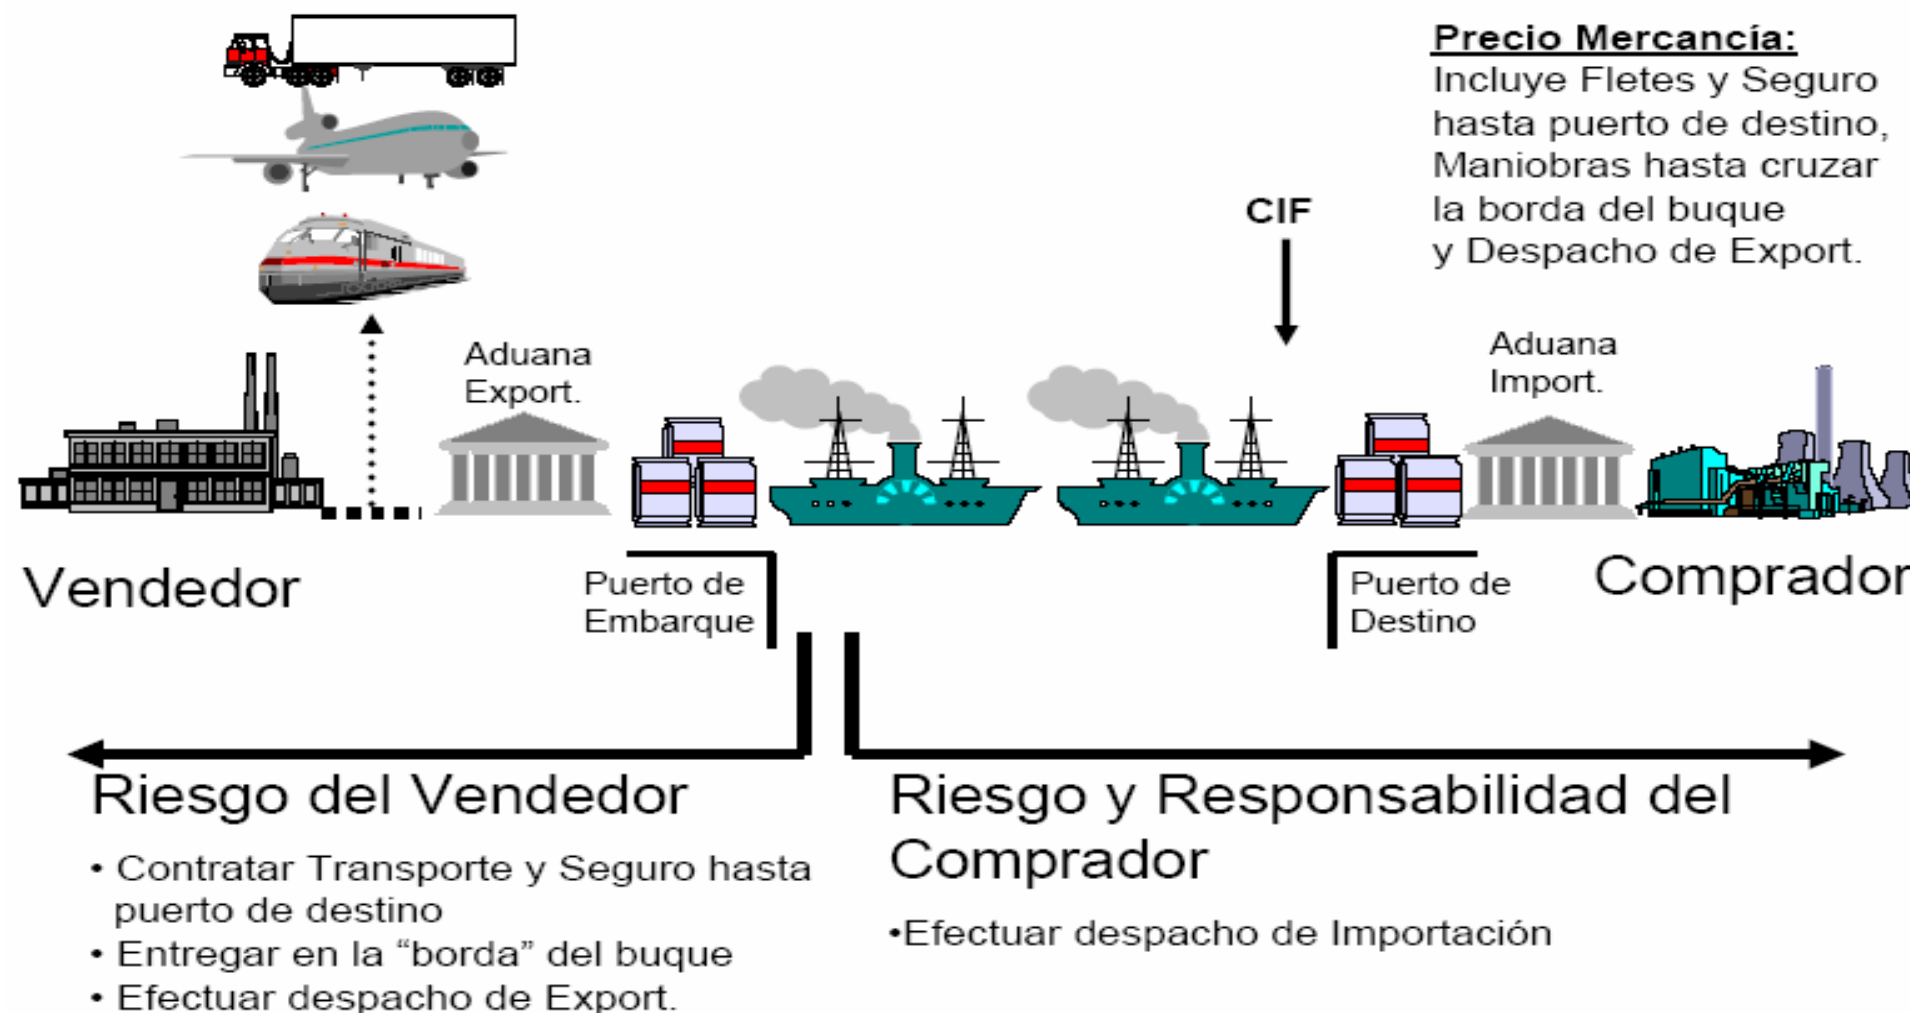 Precio Mercancía:
Incluye Fletes y Seguro
hasta puerto de destino,
Maniobras hasta cruzar
la borda del buque
y Despacho de Export.
CIF
Aduana
Export.
Aduana
Import.
Vendedor
Puerto de
Embarque
Puerto de
Destino
Comprador
Riesgo del Vendedor
• Contratar Transporte y Seguro hasta
puerto de destino
• Entregar en la “borda” del buque
• Efectuar despacho de Export.
Riesgo y Responsabilidad del
Comprador
•Efectuar despacho de Importación